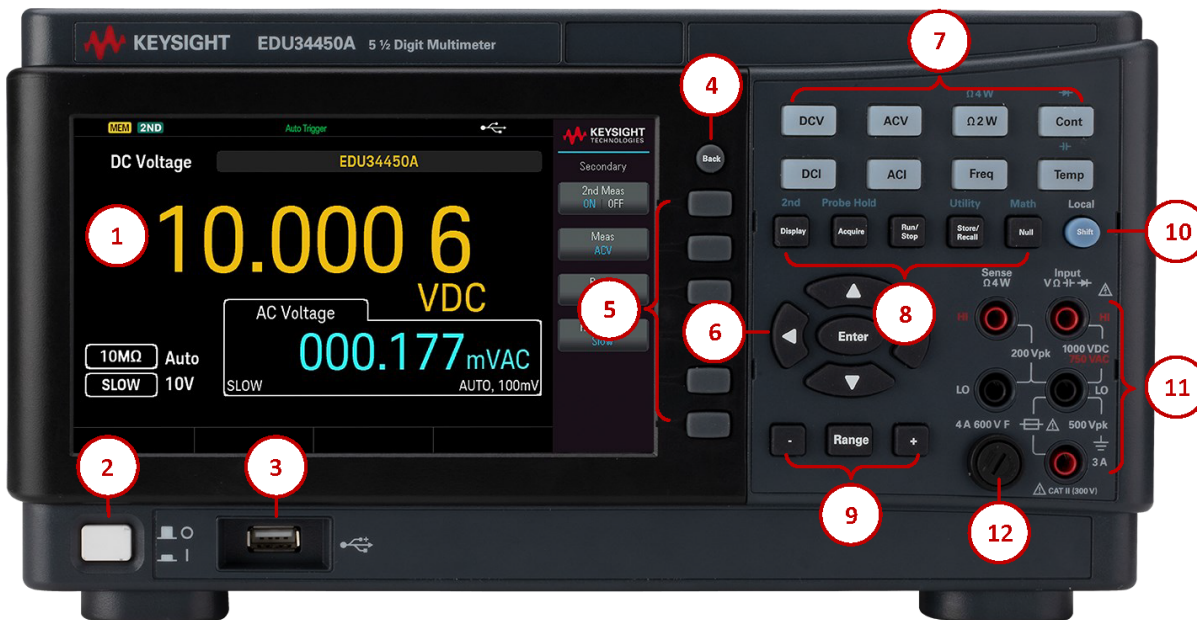 KEYSIGHT EDU34450A 5 ½ Digit Multimeter
7
4
MEM 2ND Auto Trigger
KEYSIGHT
TECHNOLOGIES
DC Voltage EDU34450A
Secondary
2nd Meas
ON OFF
Meas
ACV
Slow
1
10.000 6
VDC
AC Voltage
000.177 mVAC
SLOW AUTO, 100mV
10MΩ Auto
SLOW 10V
Back
5
6
Ω 4 W
DCV ACV Ω 2 W Cont
DCI ACI Freq Temp
2nd Probe Hold Utility Math Local
Display Acquire Run/
Stop Store/
Recall Null Shift
10
8
Enter
Sense
Ω 4 W
Input
V Ω
HI HI
200 Vpk
1000 VDC
750 VAC
LO LO
11
4 A 600 V F 500 Vpk
3 A
CAT II (300 V)
- Range +
9
12
2
3